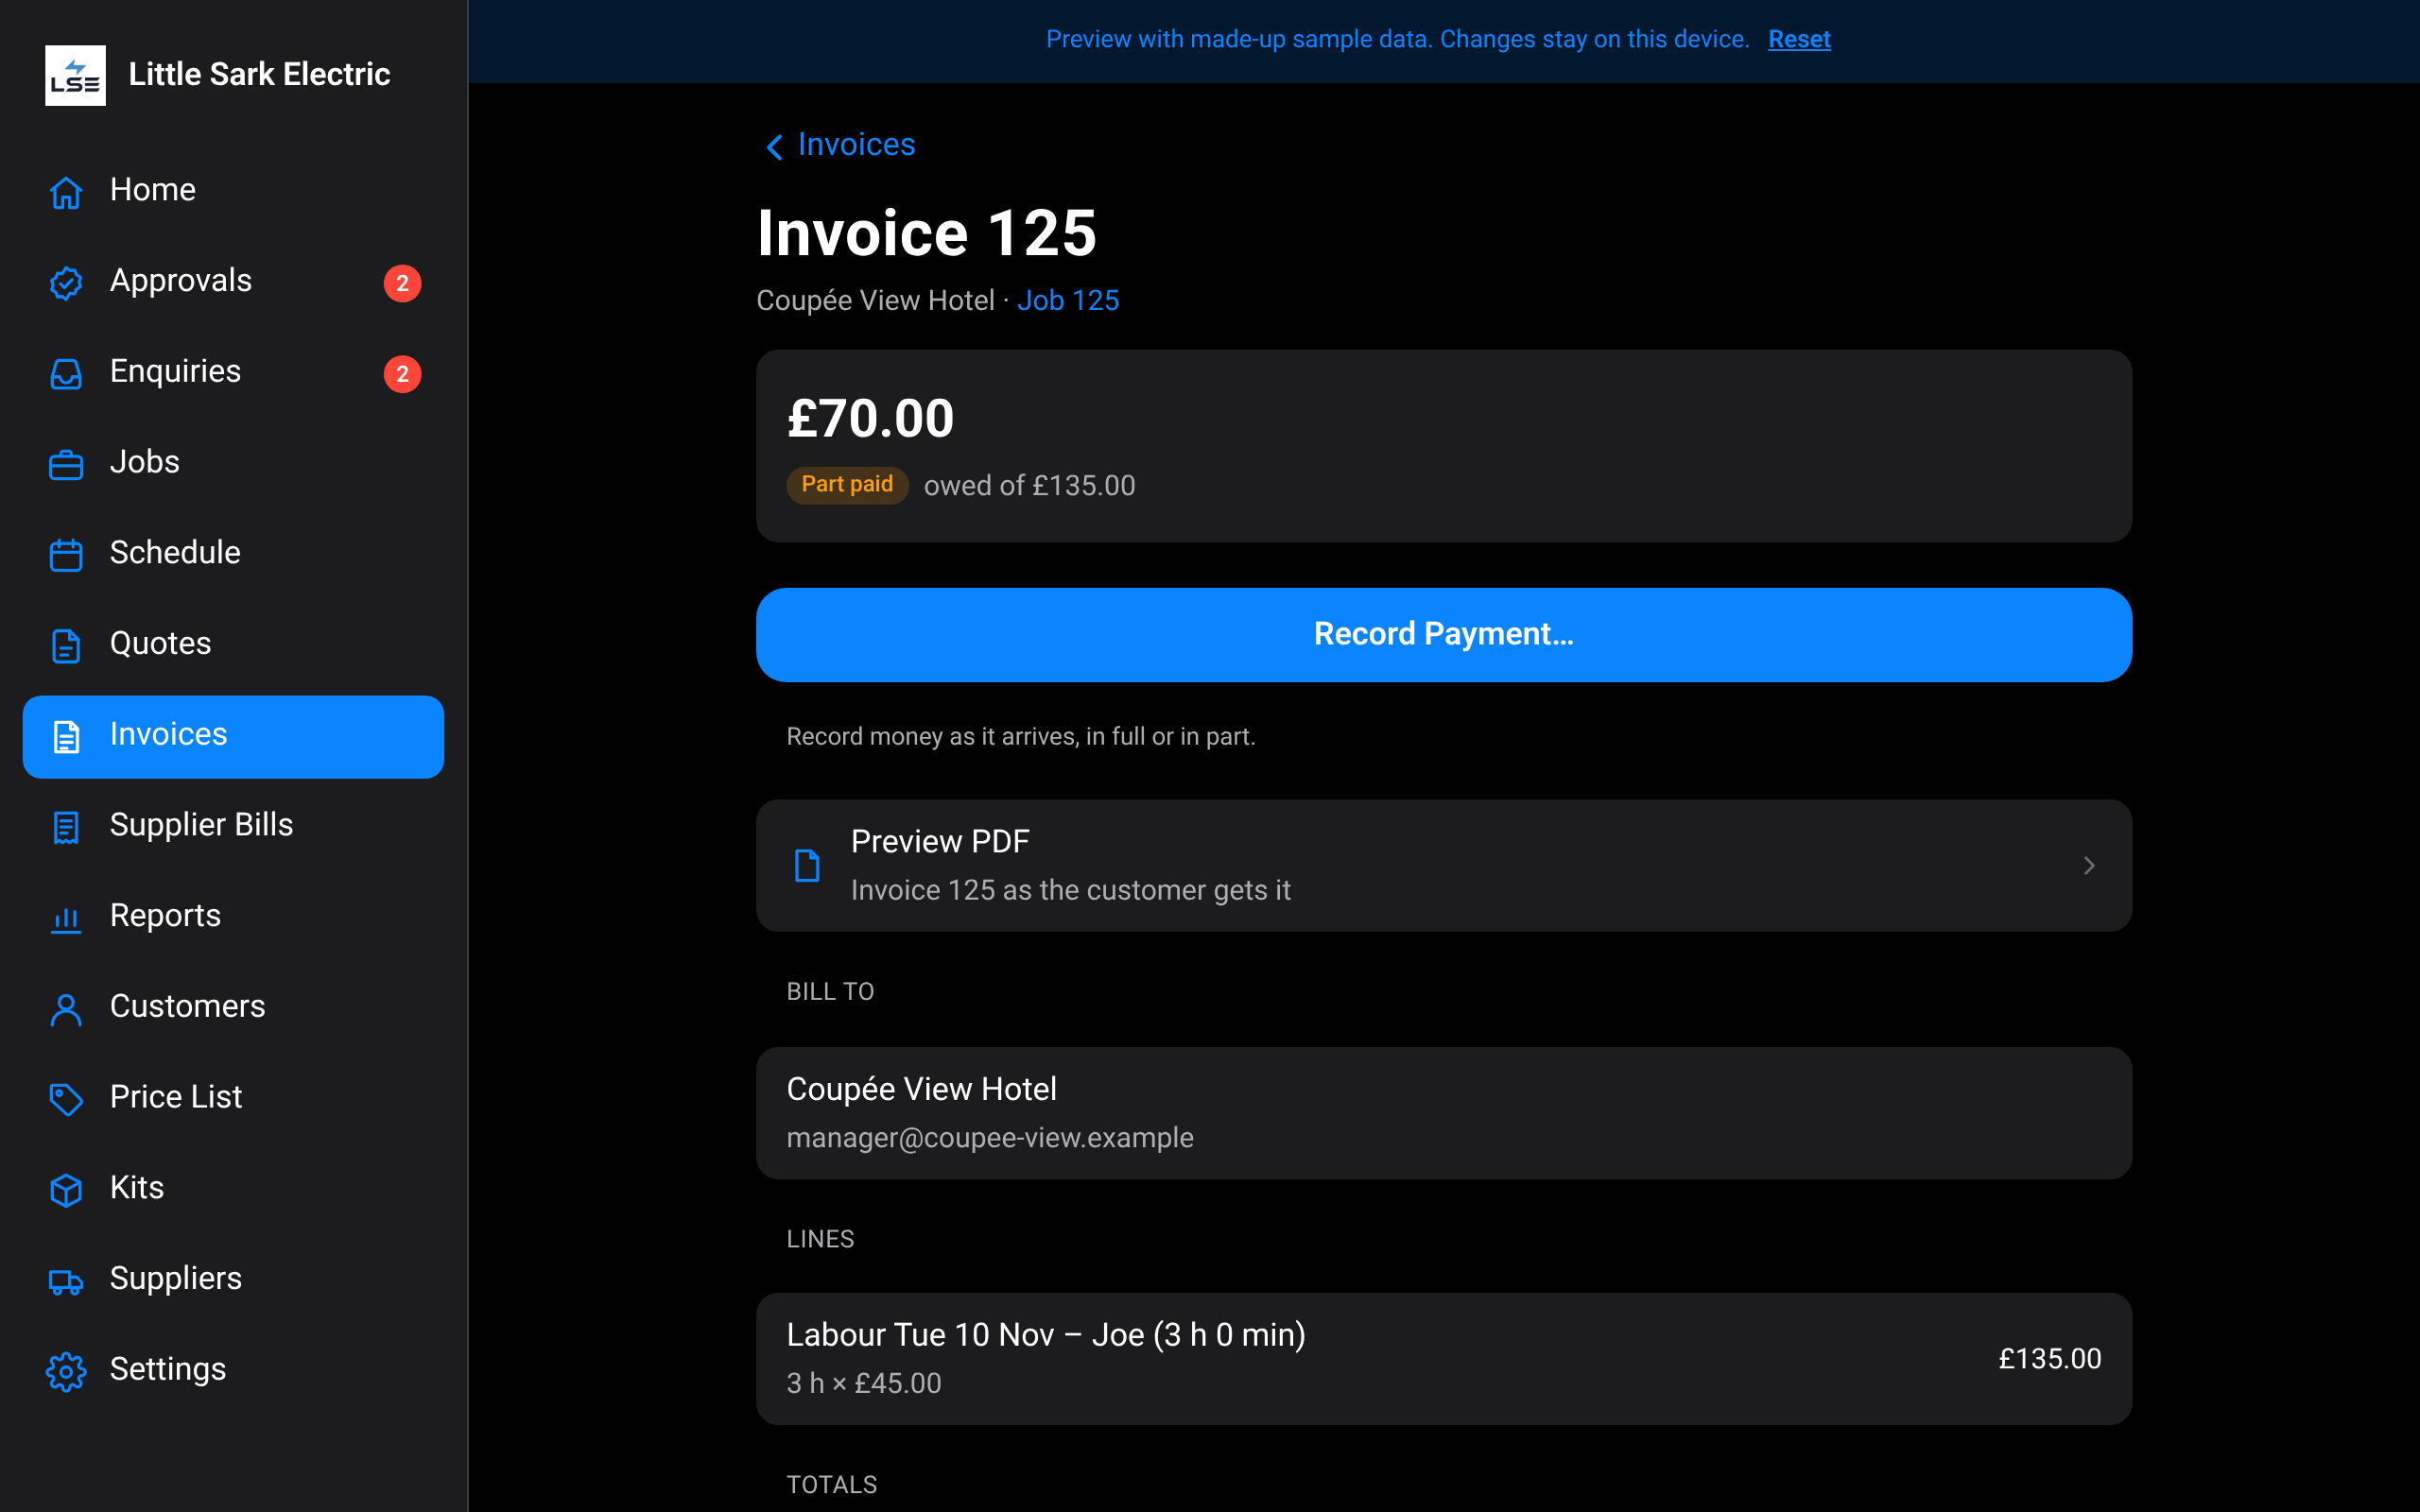 LSE
Little Sark Electric
Home
Approvals 2
Enquiries 2
Jobs
Schedule
Quotes
Invoices
Supplier Bills
Reports
Customers
Price List
Kits
Suppliers
Settings
Preview with made-up sample data. Changes stay on this device. Reset
Invoices
Invoice 125
Coupée View Hotel · Job 125
£70.00
Part paid owed of £135.00
Record Payment…
Record money as it arrives, in full or in part.
Preview PDF
Invoice 125 as the customer gets it
BILL TO
Coupée View Hotel
manager@coupee-view.example
LINES
Labour Tue 10 Nov – Joe (3 h 0 min)
£135.00
3 h × £45.00
TOTALS